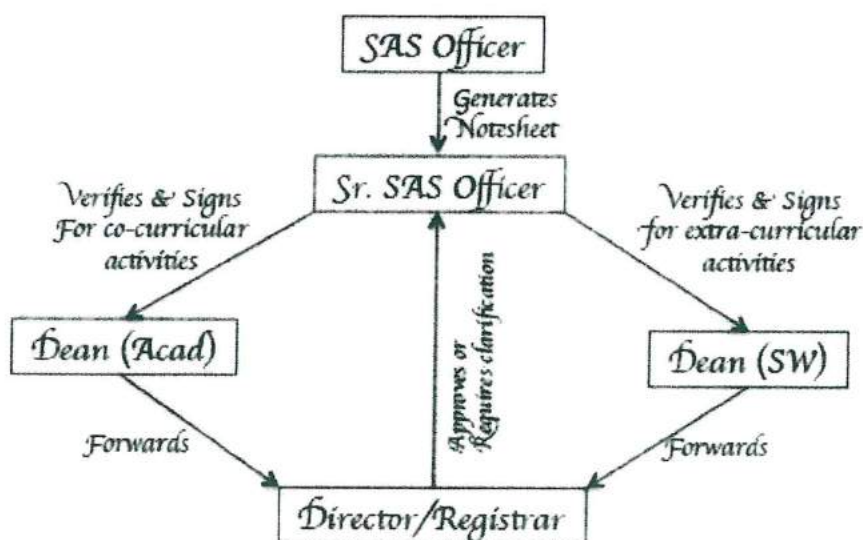 SAS Officer
Generates
Notesheet
Sr. SAS Officer
Verifies & Signs
For co-curricular
activities
Verifies & Signs
for extra-curricular
activities
Approves or
Requires clarification
Dean (Acad)
Dean (SW)
Forwards
Forwards
Director/Registrar